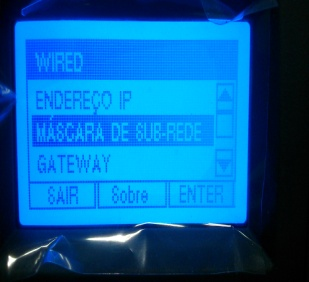 WIRED
ENDEREÇO IP
MÁSCARA DE SUB-REDE
GATEWAY
SAIR Sobre ENTER